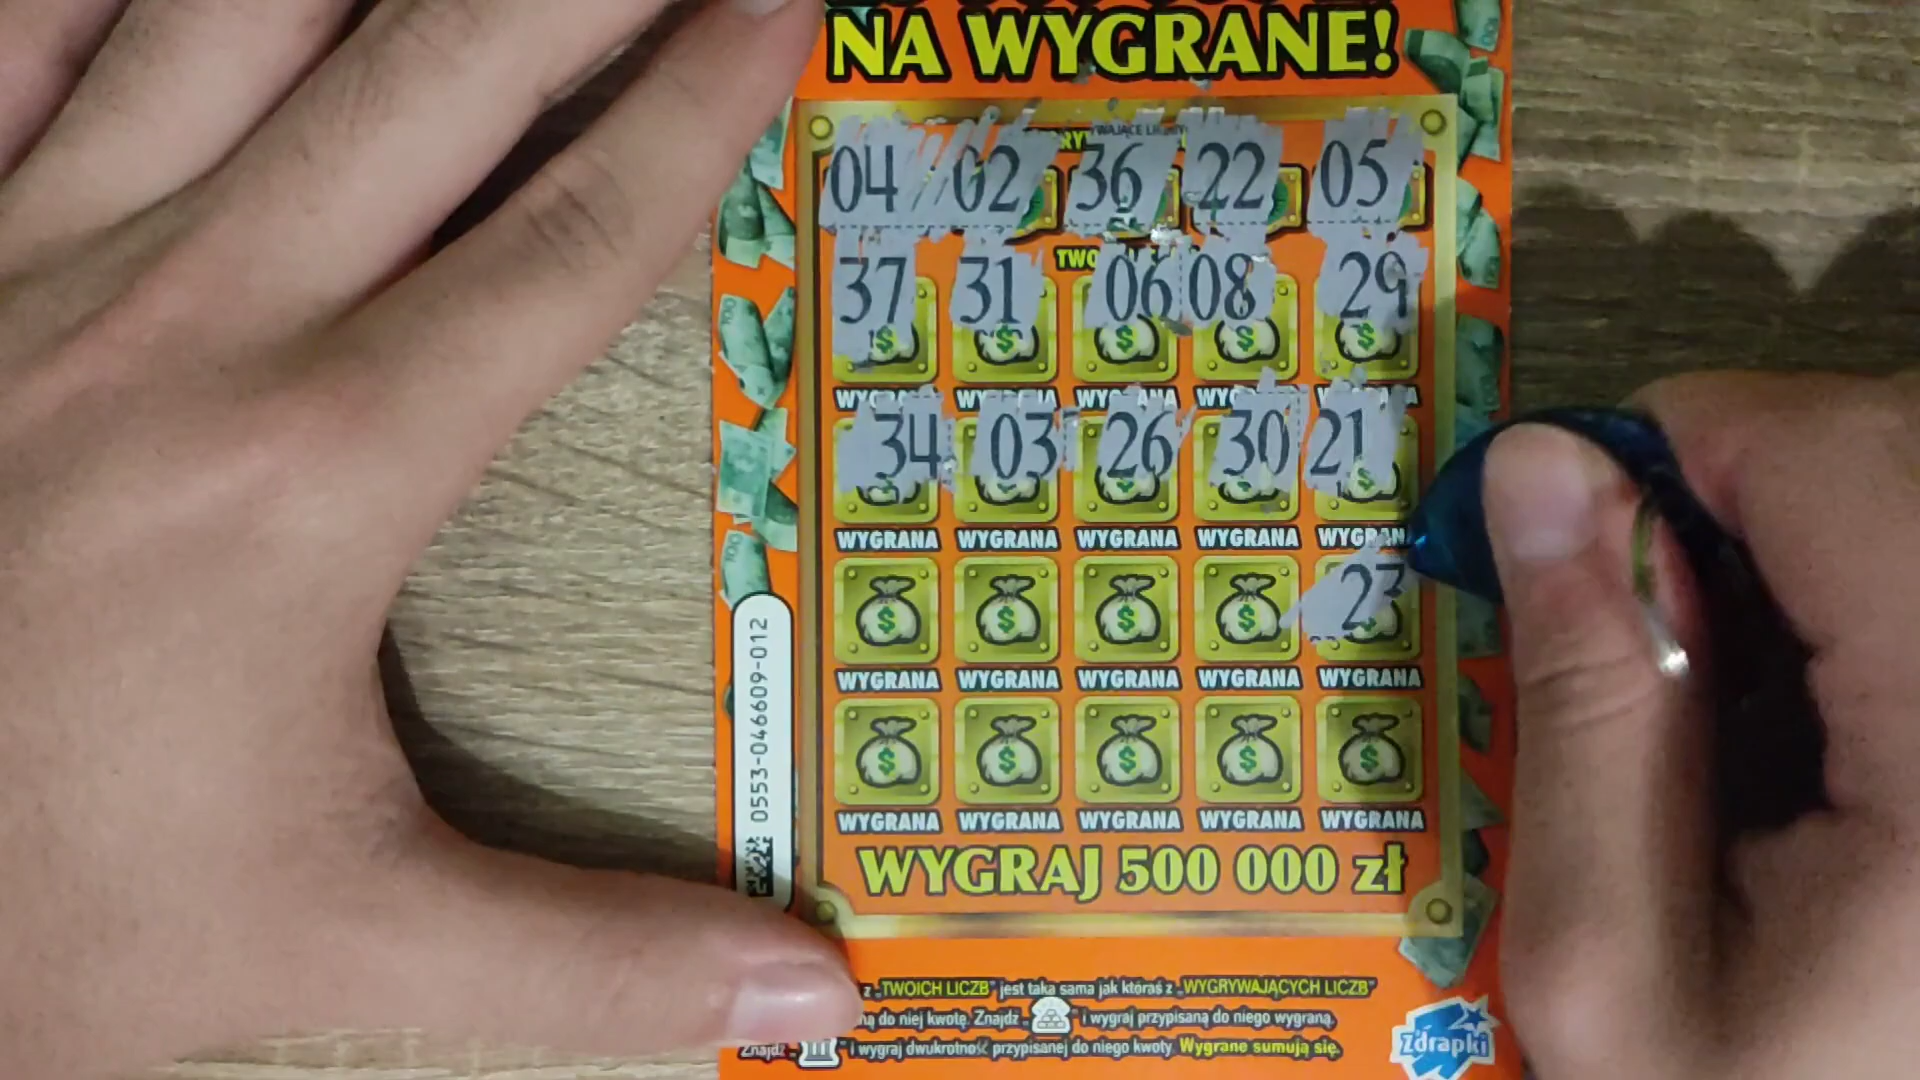 NA WYGRANE!
04 02 36 22 05
37 31 06 08 29
34 03 26 30 21
WYGRANA WYGRANA WYGRANA WYGRANA WYGRANA
23
WYGRANA WYGRANA WYGRANA WYGRANA WYGRANA
WYGRANA WYGRANA WYGRANA WYGRANA WYGRANA
WYGRAJ 500 000 zł
0553-0466609-012
z „TWOICH LICZB" jest taka sama jak któraś z „WYGRYWAJĄCYCH LICZB"
do niej kwotę. Znajdź „ " i wygraj przypisaną do niego wygraną.
Znajdź „ " i wygraj dwukrotność przypisanej do niego kwoty. Wygrane sumują się.
Zdrapki